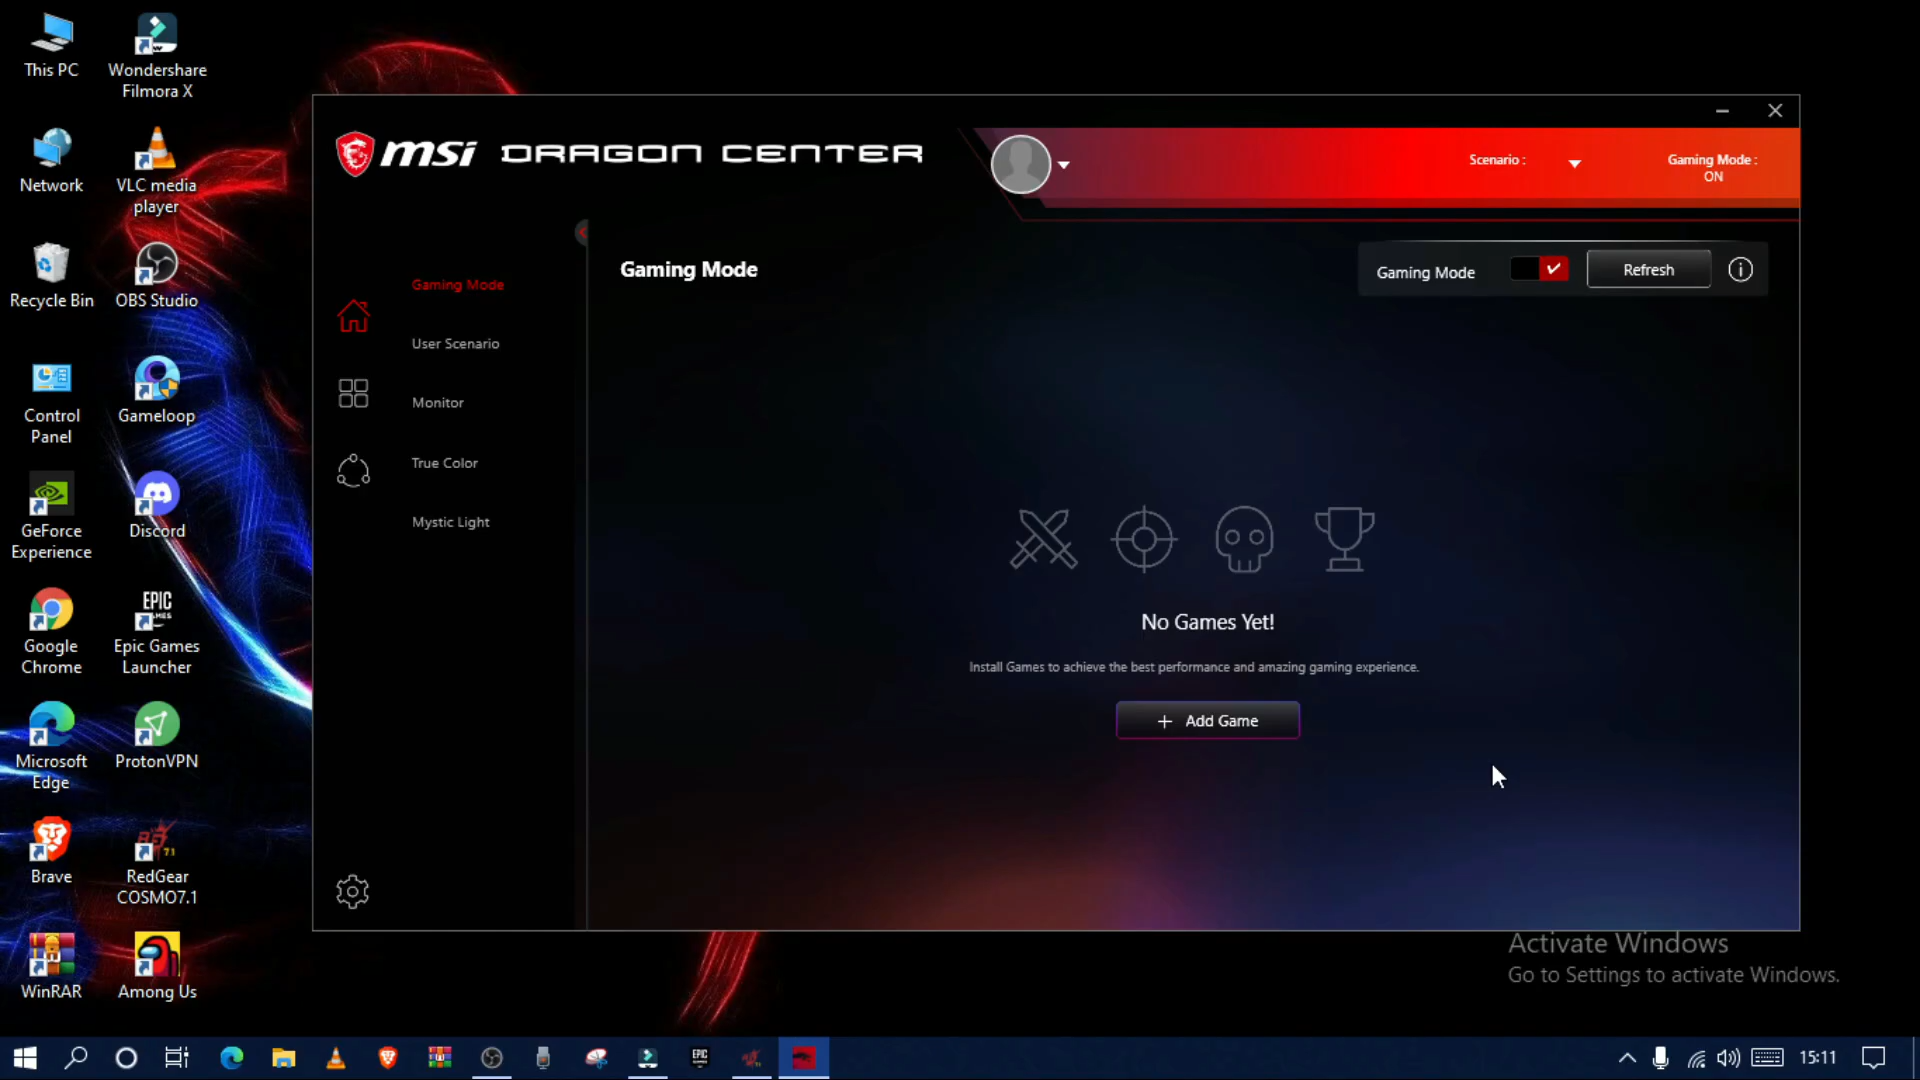 This PC
Wondershare
Filmora X
Network
VLC media
player
Recycle Bin
OBS Studio
Control
Panel
Gameloop
GeForce
Experience
Discord
Google
Chrome
EPIC
Epic Games
Launcher
Microsoft
Edge
ProtonVPN
Brave
RedGear
COSMO7.1
WinRAR
Among Us
msi DRAGON CENTER
Scenario :
Gaming Mode :
ON
Gaming Mode
User Scenario
Monitor
True Color
Mystic Light
Gaming Mode
Gaming Mode
Refresh
No Games Yet!
Install Games to achieve the best performance and amazing gaming experience.
+ Add Game
Activate Windows
Go to Settings to activate Windows.
EPIC
15:11